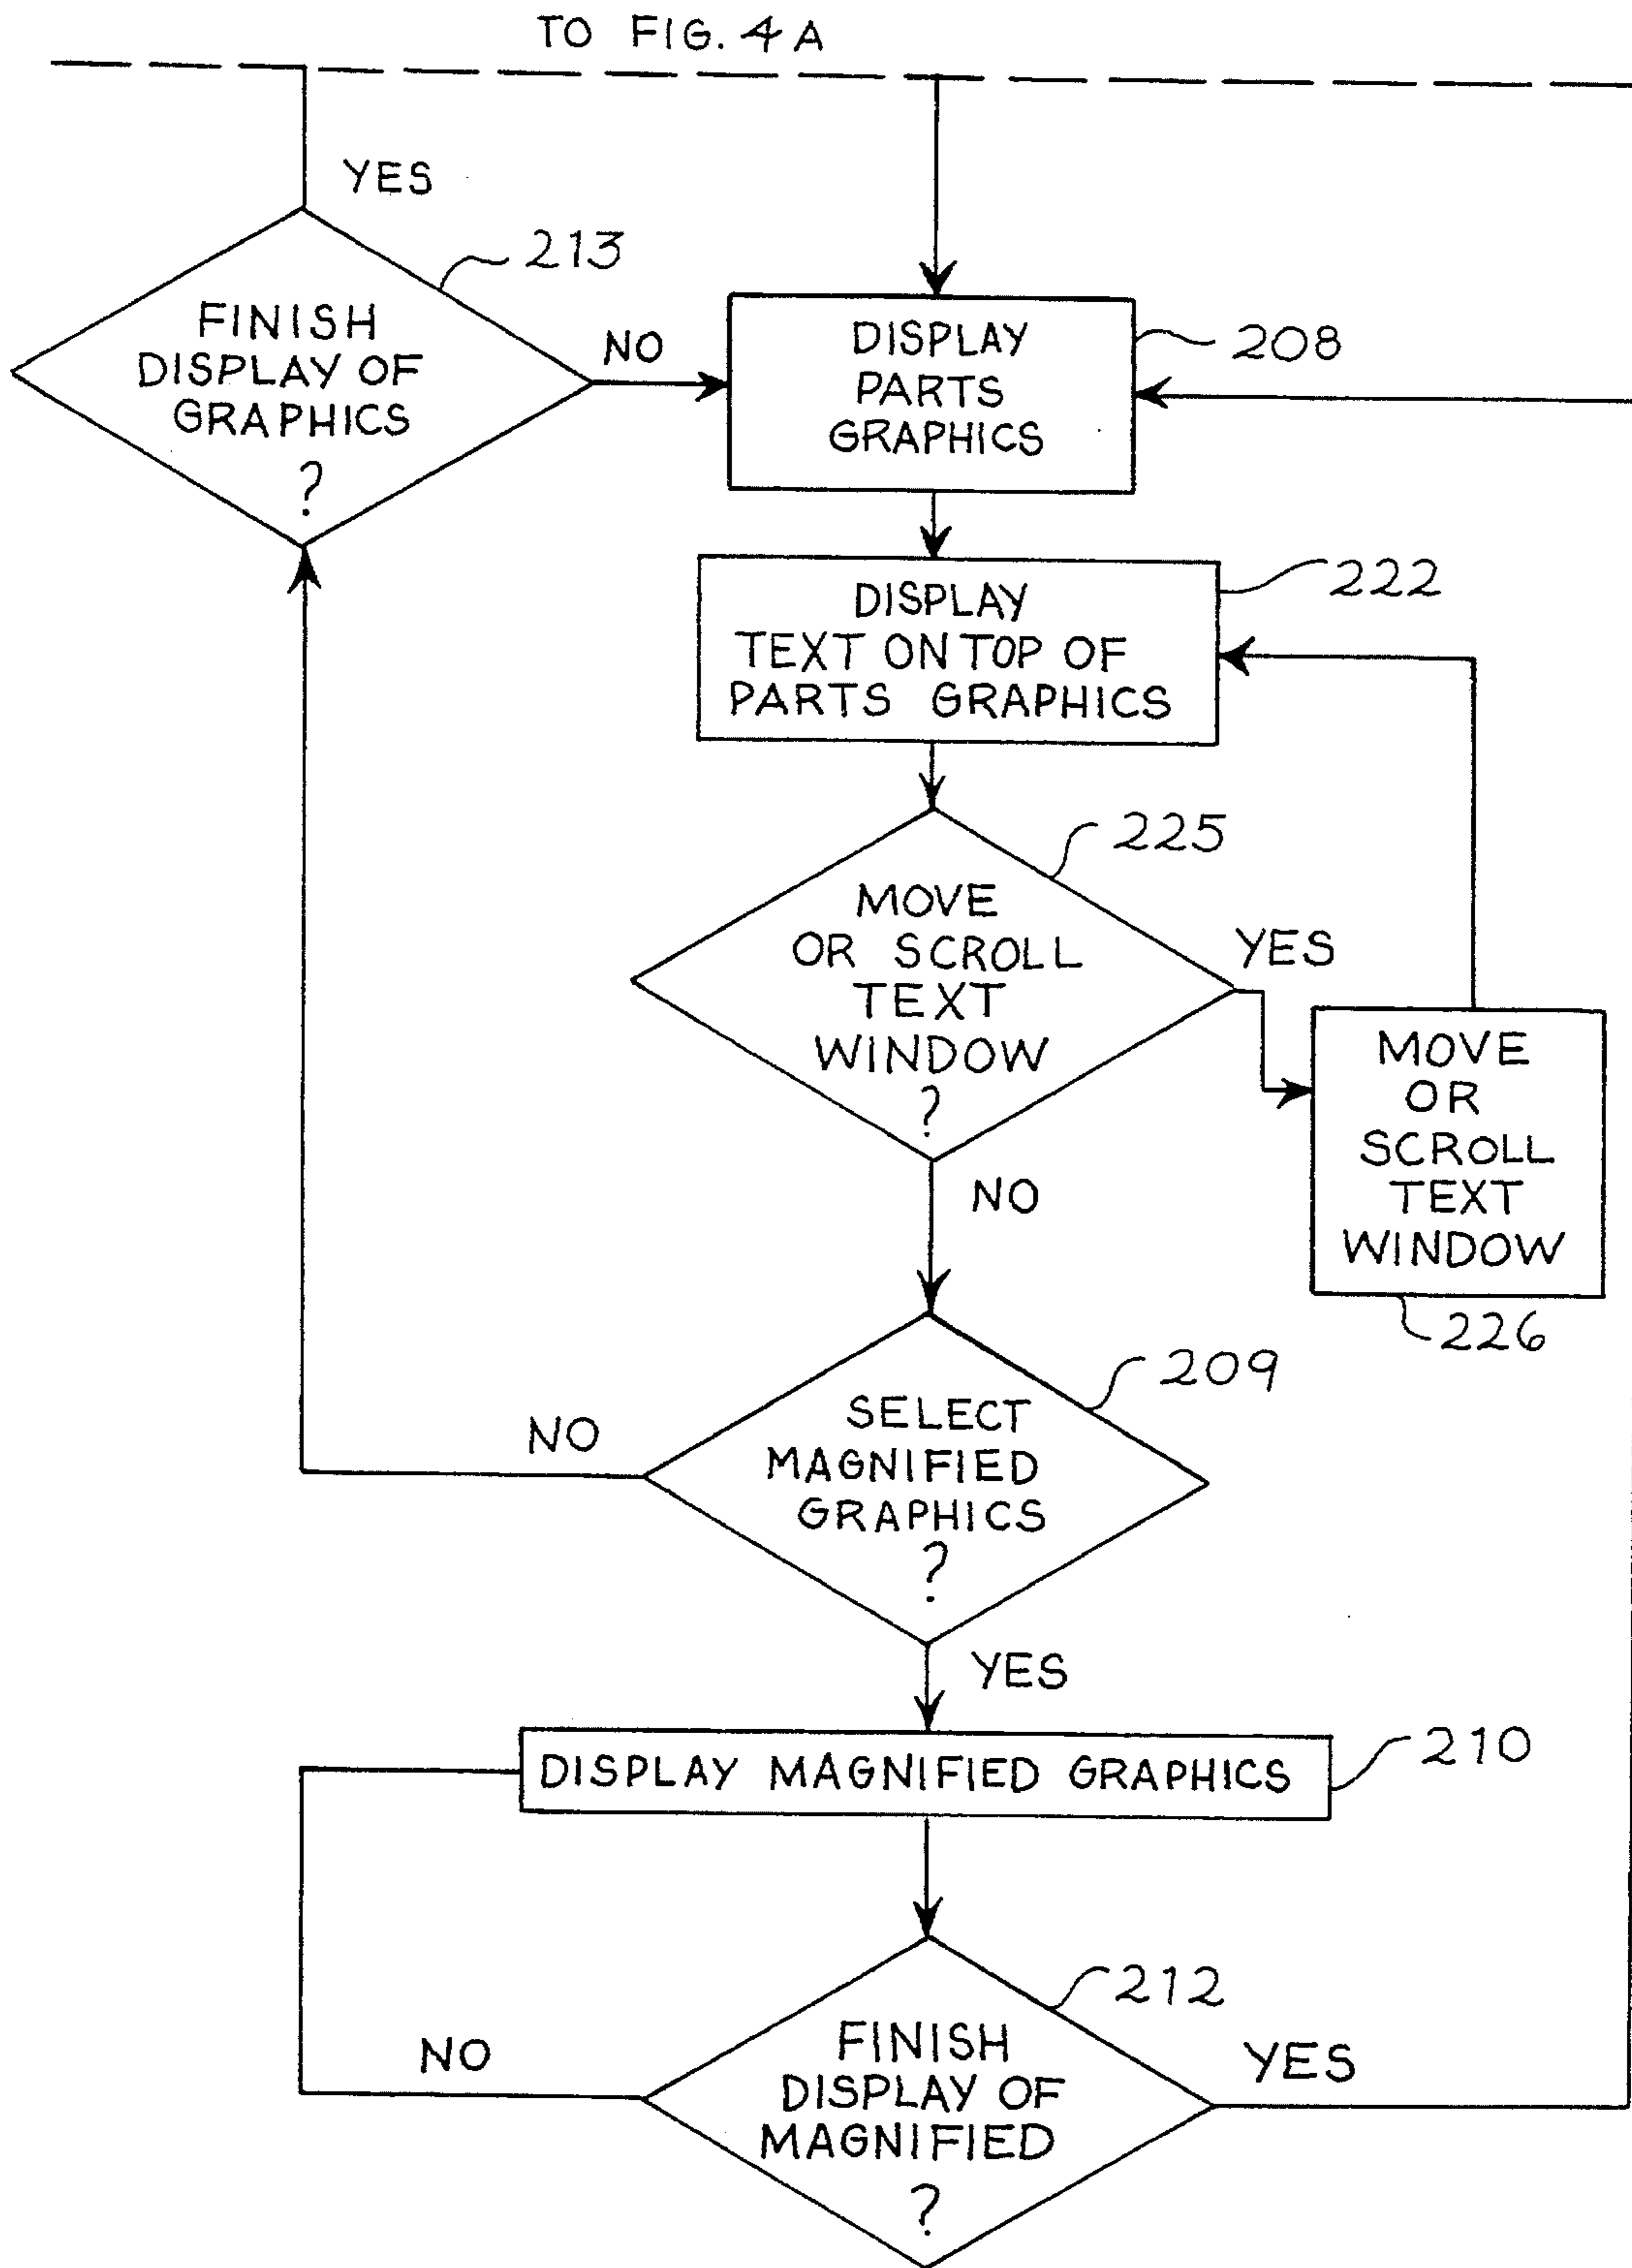 TO FIG. 4A
YES
213
FINISH
DISPLAY OF
GRAPHICS
?
NO
DISPLAY
PARTS
GRAPHICS
208
DISPLAY
TEXT ON TOP OF
PARTS GRAPHICS
222
225
MOVE
OR SCROLL
TEXT
WINDOW
?
YES
MOVE
OR
SCROLL
TEXT
WINDOW
226
NO
209
SELECT
MAGNIFIED
GRAPHICS
?
NO
YES
DISPLAY MAGNIFIED GRAPHICS
210
212
FINISH
DISPLAY OF
MAGNIFIED
?
NO
YES